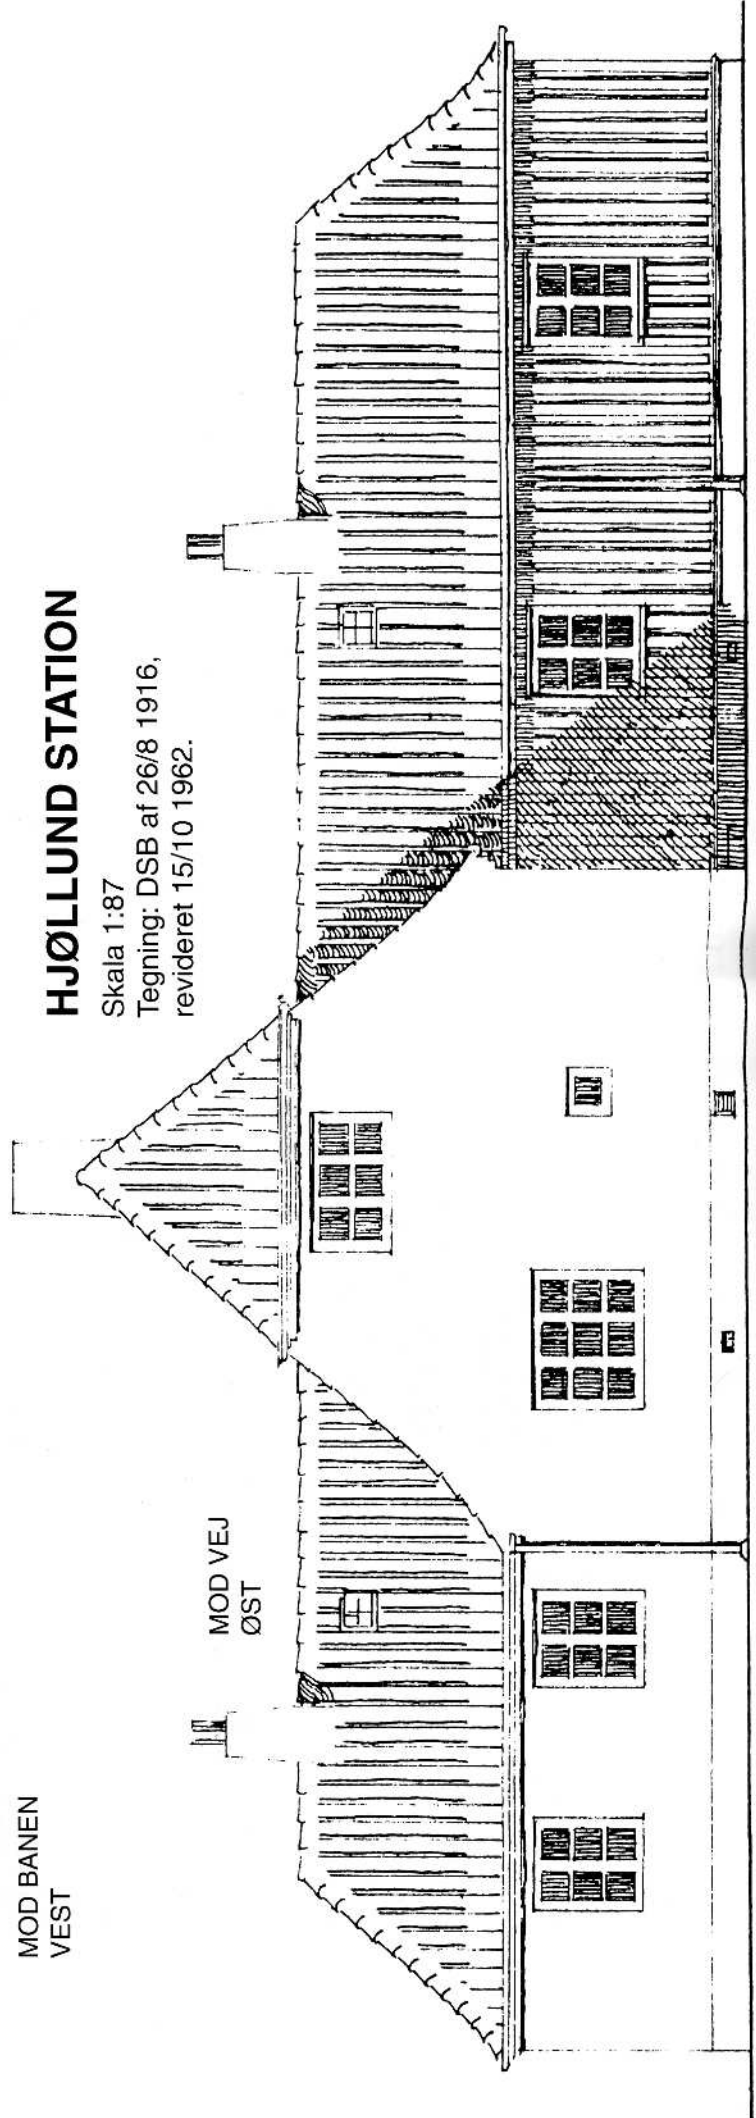 HJØLLUND STATION
Skala 1:87
Tegning: DSB af 26/8 1916,
revideret 15/10 1962.
MOD VEJ
ØST
MOD BANEN
VEST